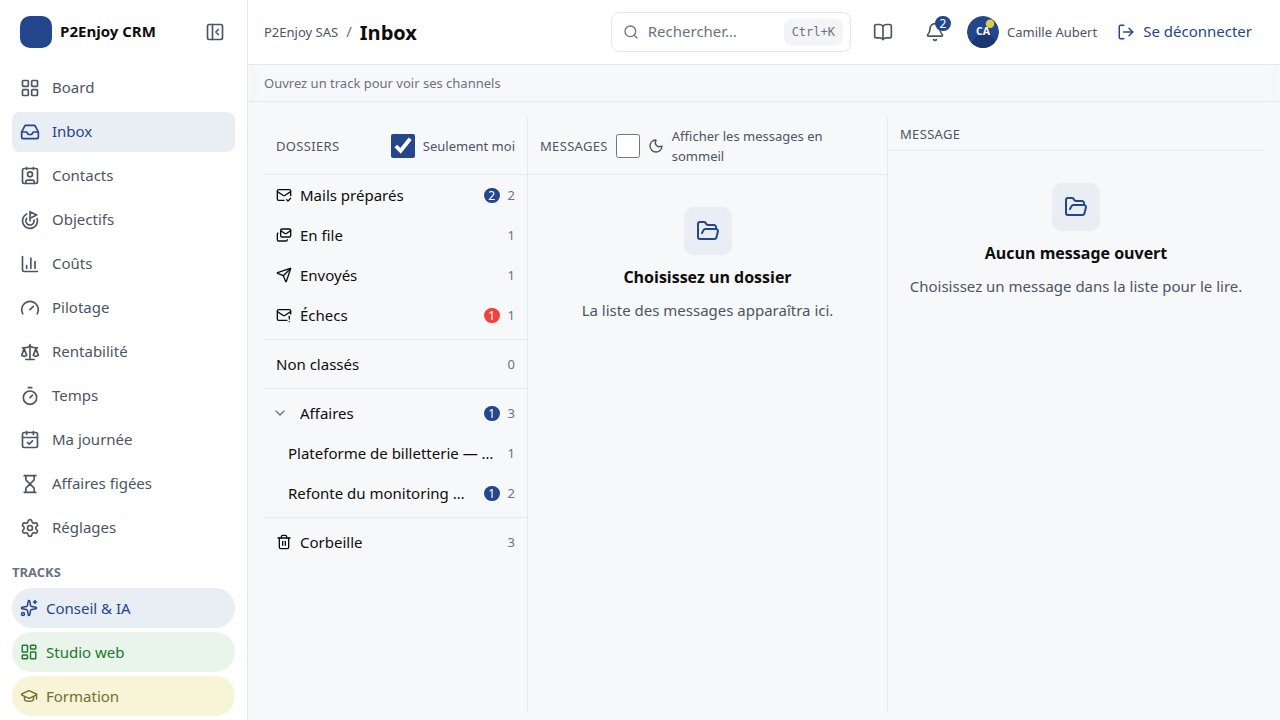 P2Enjoy CRM
P2Enjoy SAS / Inbox
Rechercher... Ctrl+K
2
CA
Camille Aubert
Se déconnecter
Board
Inbox
Contacts
Objectifs
Coûts
Pilotage
Rentabilité
Temps
Ma journée
Affaires figées
Réglages
TRACKS
Conseil & IA
Studio web
Formation
Ouvrez un track pour voir ses channels
DOSSIERS
Seulement moi
Mails préparés 2 2
En file 1
Envoyés 1
Échecs 1 1
Non classés 0
Affaires 1 3
Plateforme de billetterie — ... 1
Refonte du monitoring ... 1 2
Corbeille 3
MESSAGES
Afficher les messages en
sommeil
Choisissez un dossier
La liste des messages apparaîtra ici.
MESSAGE
Aucun message ouvert
Choisissez un message dans la liste pour le lire.